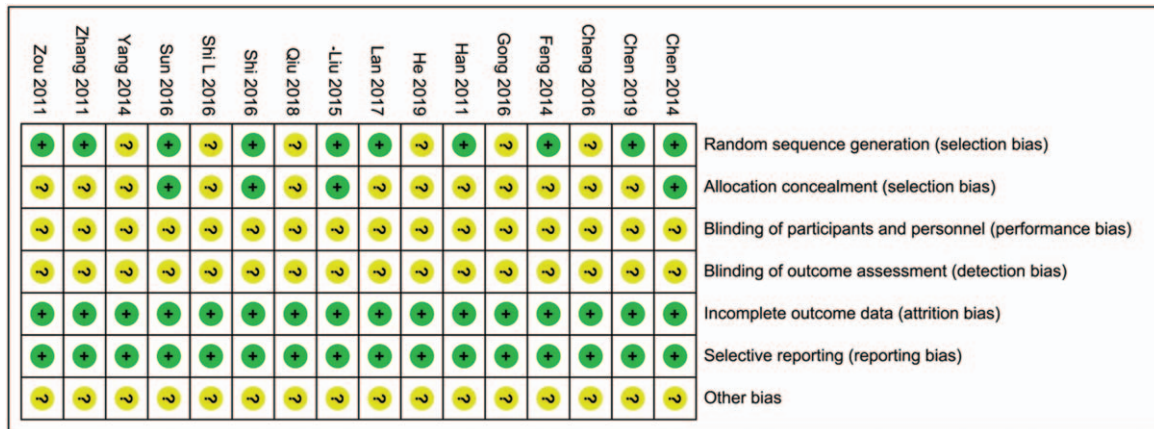 Zou 2011
Zhang 2011
Yang 2014
Sun 2016
Shi L 2016
Shi 2016
Qiu 2018
-Liu 2015
Lan 2017
He 2019
Han 2011
Gong 2016
Feng 2014
Cheng 2016
Chen 2019
Chen 2014
+ + ? + ? + ? + + ? + ? + ? + + Random sequence generation (selection bias)
? ? ? + ? + ? + ? ? ? ? ? ? ? + Allocation concealment (selection bias)
? ? ? ? ? ? ? ? ? ? ? ? ? ? ? ? Blinding of participants and personnel (performance bias)
? ? ? ? ? ? ? ? ? ? ? ? ? ? ? ? Blinding of outcome assessment (detection bias)
+ + + + + + + + + + + + + + + + Incomplete outcome data (attrition bias)
+ + + + + + + + + + + + + + + + Selective reporting (reporting bias)
? ? ? ? ? ? ? ? ? ? ? ? ? ? ? ? Other bias